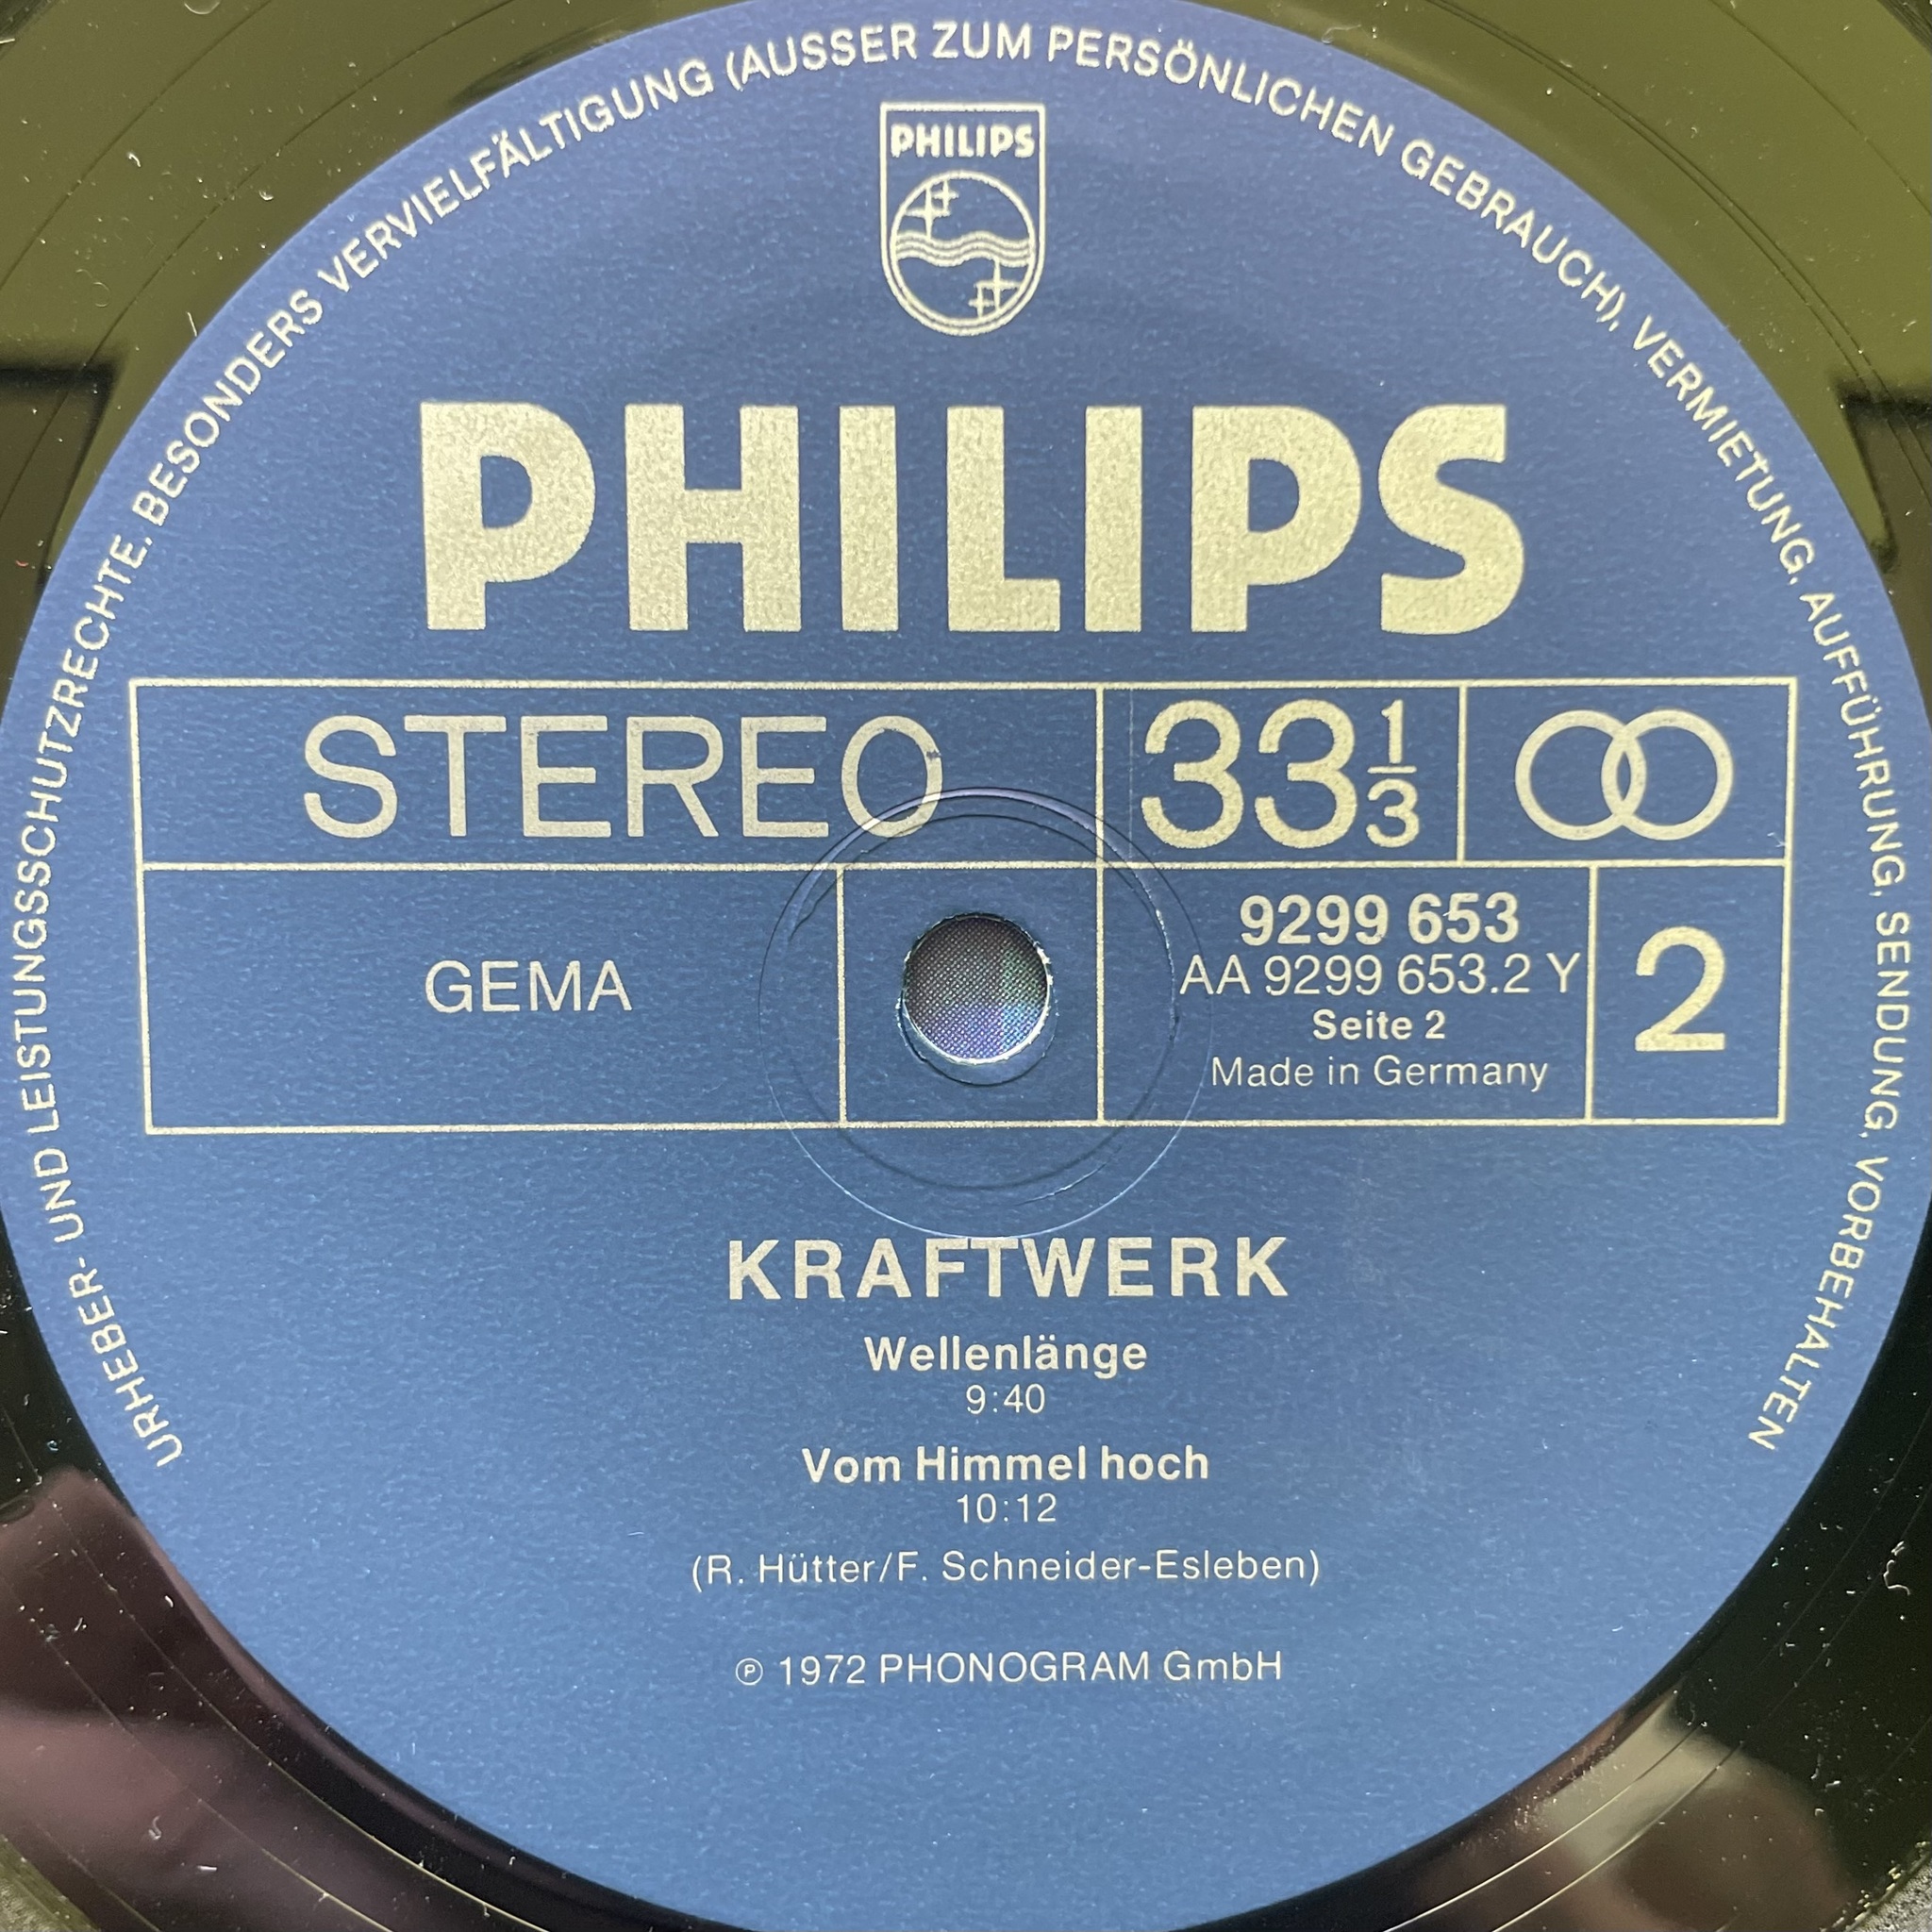 URHEBER- UND LEISTUNGSSCHUTZRECHTE, BESONDERS VERVIELFÄLTIGUNG (AUSSER ZUM PERSÖNLICHEN GEBRAUCH), VERMIETUNG, AUFFÜHRUNG, SENDUNG, VORBEHALTEN
PHILIPS
PHILIPS
STEREO
33 1/3
GEMA
9299 653
AA 9299 653.2 Y
Seite 2
Made in Germany
2
KRAFTWERK
Wellenlänge
9:40
Vom Himmel hoch
10:12
(R. Hütter/F. Schneider-Esleben)
℗ 1972 PHONOGRAM GmbH